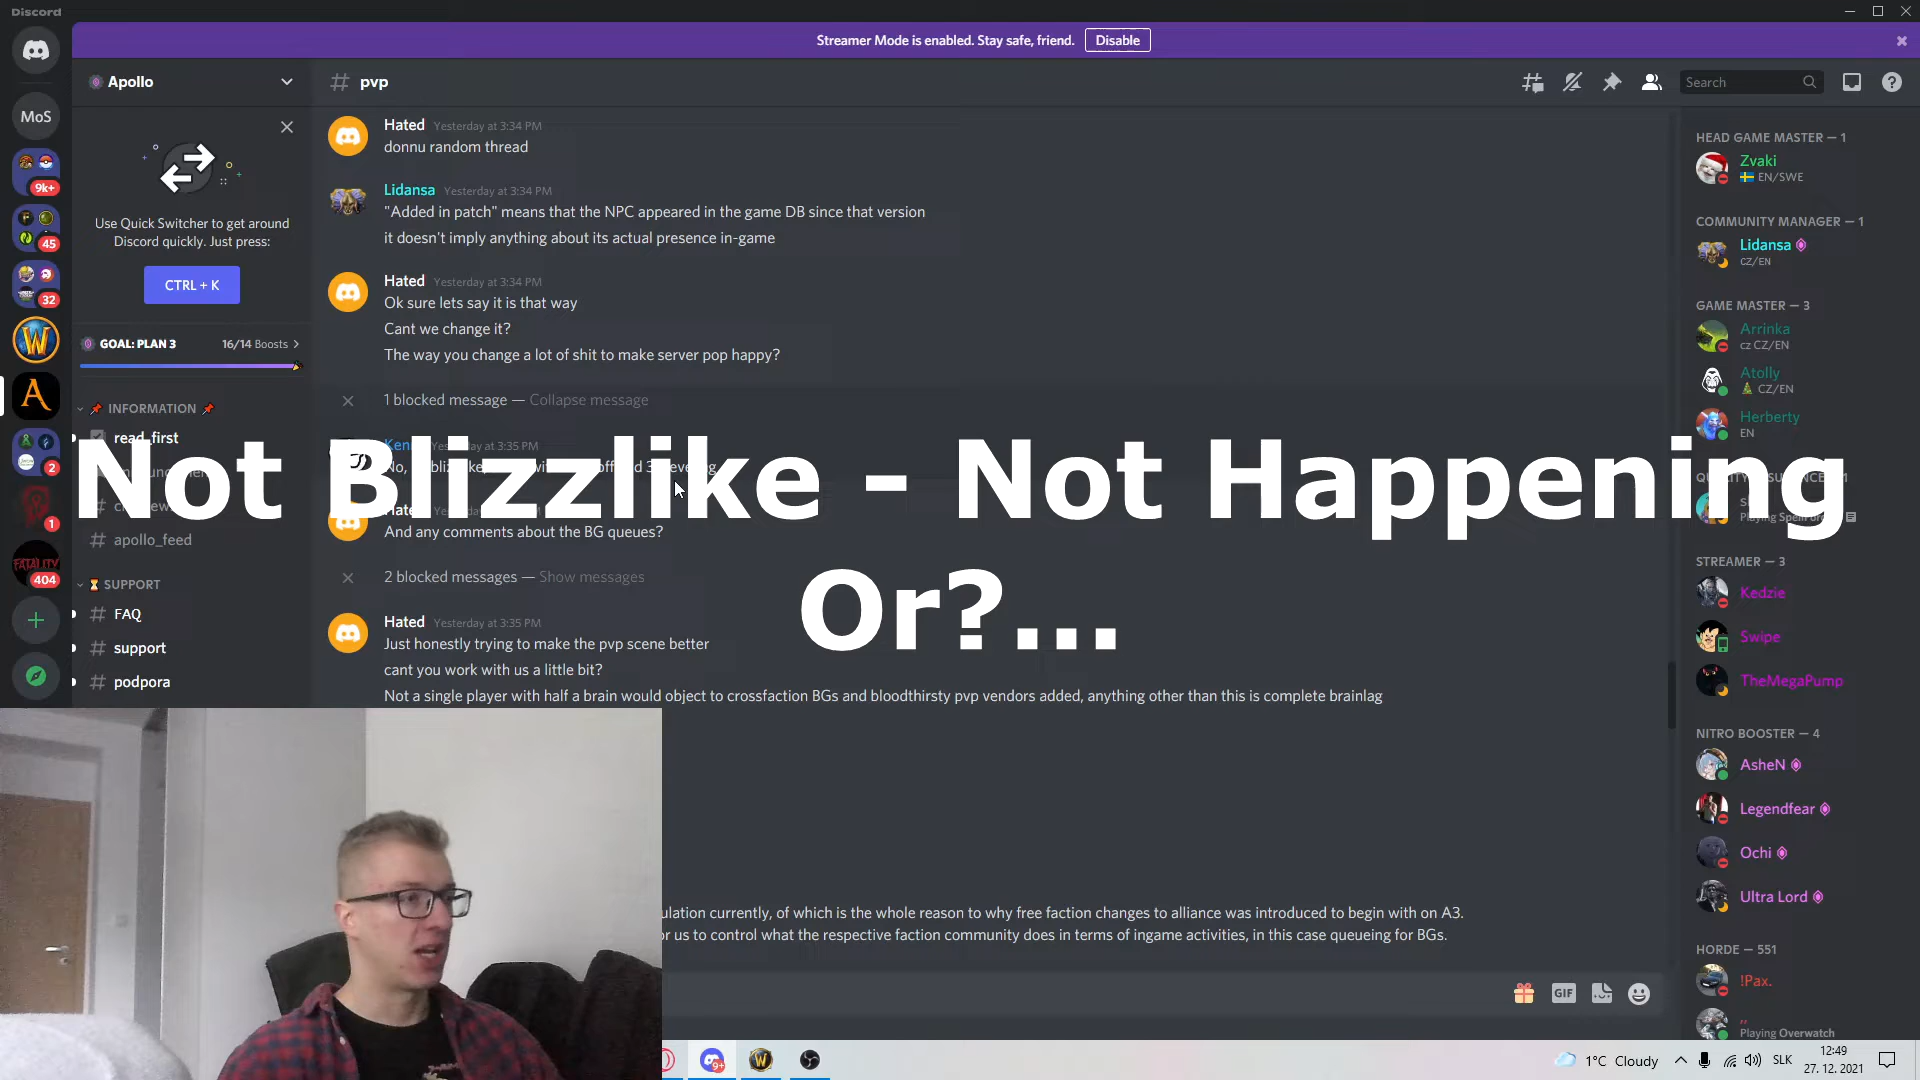 Discord
Streamer Mode is enabled. Stay safe, friend. Disable
MoS
9k+
45
32
2
1
FATALITY
404
Apollo
Use Quick Switcher to get around
Discord quickly. Just press:
CTRL + K
GOAL: PLAN 3 16/14 Boosts
INFORMATION
read_first
apollo_feed
SUPPORT
FAQ
support
podpora
# pvp
Search
Hated Yesterday at 3:34 PM
donnu random thread
Lidansa Yesterday at 3:34 PM
"Added in patch" means that the NPC appeared in the game DB since that version
it doesn't imply anything about its actual presence in-game
Hated Yesterday at 3:34 PM
Ok sure lets say it is that way
Cant we change it?
The way you change a lot of shit to make server pop happy?
1 blocked message — Collapse message
at 3:35 PM
Not Blizzlike - Not Happening
Or?...
And any comments about the BG queues?
2 blocked messages — Show messages
Hated Yesterday at 3:35 PM
Just honestly trying to make the pvp scene better
cant you work with us a little bit?
Not a single player with half a brain would object to crossfaction BGs and bloodthirsty pvp vendors added, anything other than this is complete brainlag
currently, of which is the whole reason to why free faction changes to alliance was introduced to begin with on A3.
us to control what the respective faction community does in terms of ingame activities, in this case queueing for BGs.
GIF
HEAD GAME MASTER — 1
Zvaki
EN/SWE
COMMUNITY MANAGER — 1
Lidansa
CZ/EN
GAME MASTER — 3
Arrinka
cz CZ/EN
Atolly
CZ/EN
Herberty
EN
Playing
STREAMER — 3
Kedzie
Swipe
TheMegaPump
NITRO BOOSTER — 4
AsheN
Legendfear
Ochi
Ultra Lord
HORDE — 551
!Pax.
,,
Playing Overwatch
9+
1°C Cloudy
SLK
12:49
27. 12. 2021